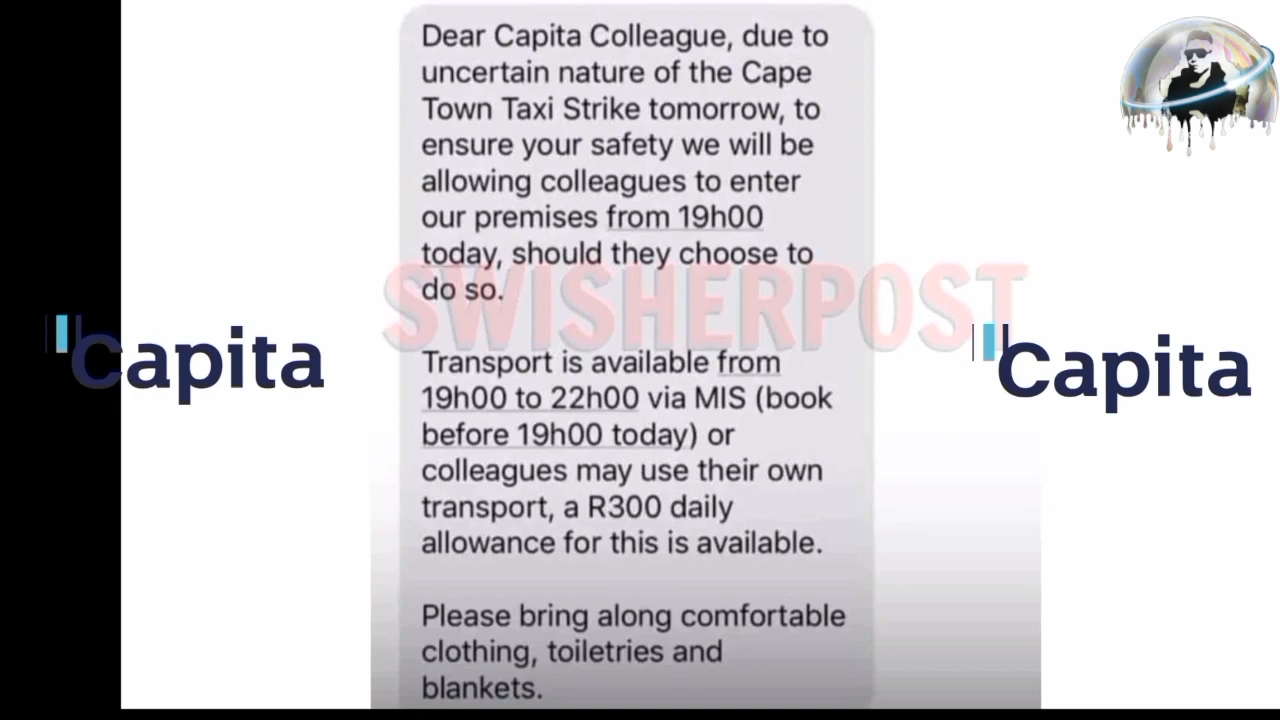 Dear Capita Colleague, due to
uncertain nature of the Cape
Town Taxi Strike tomorrow, to
ensure your safety we will be
allowing colleagues to enter
our premises from 19h00
today, should they choose to
do so.
SWISHERPOST
Transport is available from
19h00 to 22h00 via MIS (book
before 19h00 today) or
colleagues may use their own
transport, a R300 daily
allowance for this is available.
Please bring along comfortable
clothing, toiletries and
blankets.
Capita
Capita